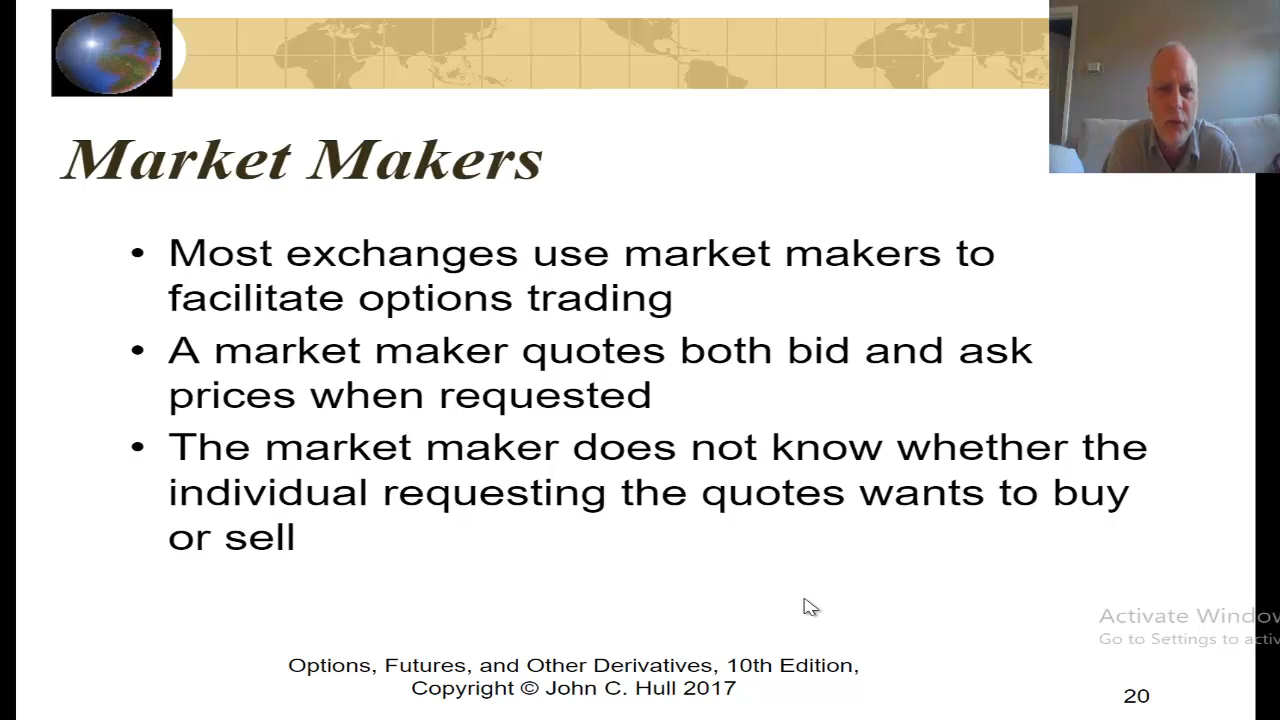 Market Makers
• Most exchanges use market makers to
facilitate options trading
• A market maker quotes both bid and ask
prices when requested
• The market maker does not know whether the
individual requesting the quotes wants to buy
or sell
Activate Windo
Go to Settings to acti
Options, Futures, and Other Derivatives, 10th Edition,
Copyright © John C. Hull 2017
20